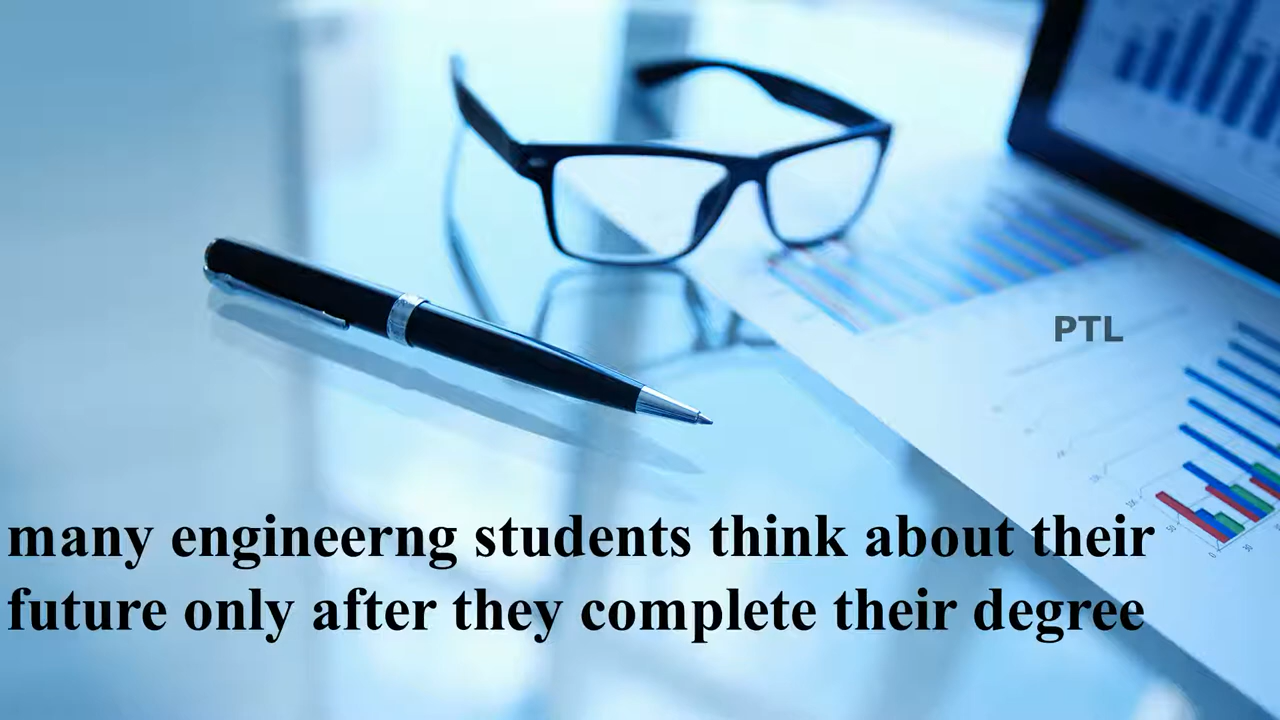 PTL
many engineerng students think about their
future only after they complete their degree